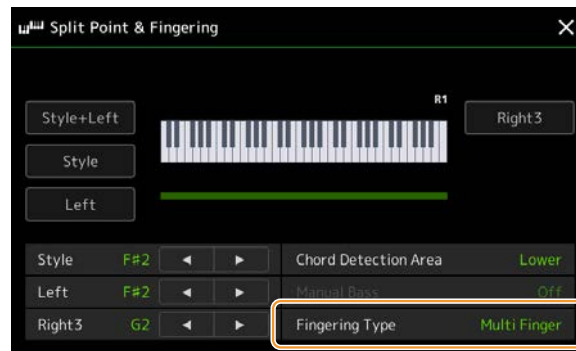 Split Point & Fingering
R1
Style+Left
Right3
Style
Left
Style F#2 Chord Detection Area Lower
Left F#2 Manual Bass Off
Right3 G2 Fingering Type Multi Finger